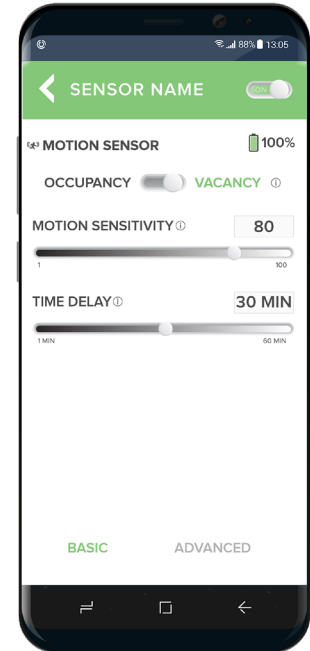 88% 13:05
SENSOR NAME ON
MOTION SENSOR 100%
OCCUPANCY VACANCY
MOTION SENSITIVITY 80
1 100
TIME DELAY 30 MIN
1 MIN 60 MIN
BASIC ADVANCED